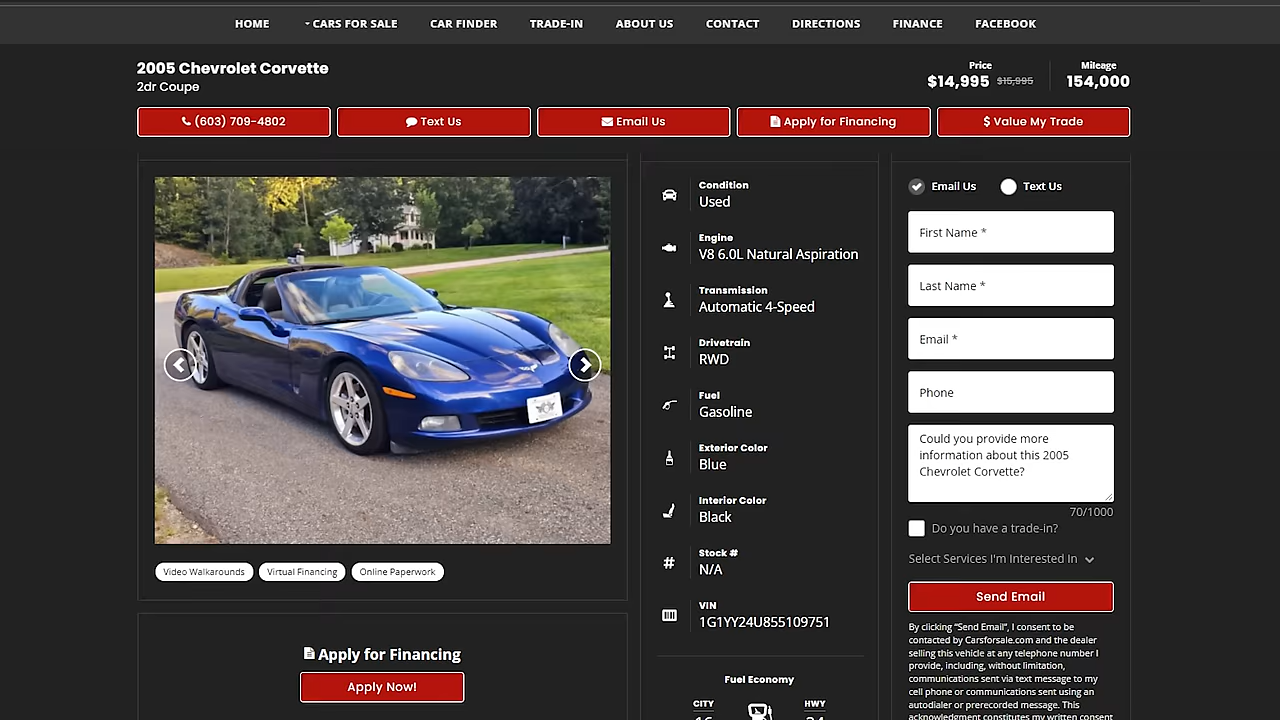 HOME
CARS FOR SALE
CAR FINDER
TRADE-IN
ABOUT US
CONTACT
DIRECTIONS
FINANCE
FACEBOOK
2005 Chevrolet Corvette
2dr Coupe
Price
$14,995 $15,995
Mileage
154,000
(603) 709-4802
Text Us
Email Us
Apply for Financing
$ Value My Trade
Video Walkarounds
Virtual Financing
Online Paperwork
Apply for Financing
Apply Now!
Condition
Used
Engine
V8 6.0L Natural Aspiration
Transmission
Automatic 4-Speed
Drivetrain
RWD
Fuel
Gasoline
Exterior Color
Blue
Interior Color
Black
# Stock #
N/A
VIN
1G1YY24U855109751
Fuel Economy
CITY
HWY
Email Us
Text Us
First Name *
Last Name *
Email *
Phone
Could you provide more
information about this 2005
Chevrolet Corvette?
70/1000
Do you have a trade-in?
Select Services I'm Interested In
Send Email
By clicking “Send Email”, I consent to be
contacted by Carsforsale.com and the dealer
selling this vehicle at any telephone number I
provide, including, without limitation,
communications sent via text message to my
cell phone or communications sent using an
autodialer or prerecorded message. This
acknowledgment constitutes my written consent